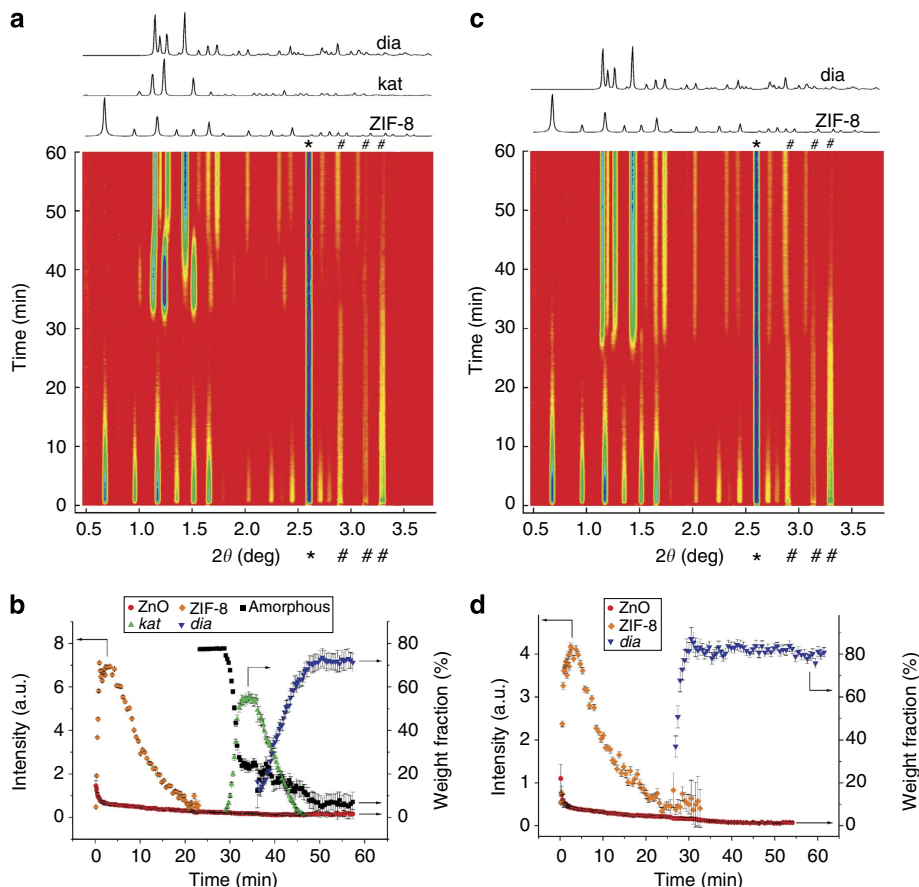 a
dia
kat
ZIF-8
* # # #
60
50
40
30
20
10
0
Time (min)
0.5 1.0 1.5 2.0 2.5 3.0 3.5
2θ (deg) * # # #
c
dia
ZIF-8
* # # #
60
50
40
30
20
10
0
Time (min)
0.5 1.0 1.5 2.0 2.5 3.0 3.5
2θ (deg) * # # #
b
ZnO ZIF-8 Amorphous
kat dia
8
6
4
2
0
Intensity (a.u.)
80
60
40
20
0
Weight fraction (%)
0 10 20 30 40 50 60
Time (min)
d
ZnO
ZIF-8
dia
5
4
3
2
1
0
Intensity (a.u.)
80
60
40
20
0
Weight fraction (%)
0 10 20 30 40 50 60
Time (min)